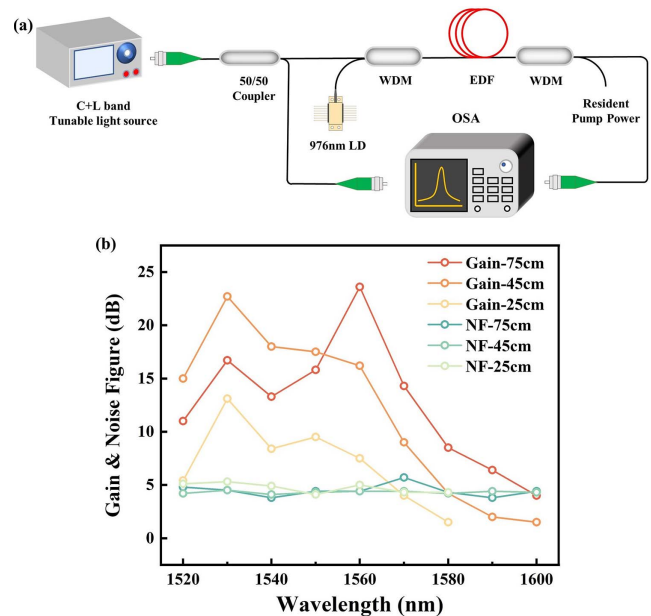 (a)
C+L band
Tunable light source
50/50
Coupler
WDM
EDF
WDM
Resident
Pump Power
976nm LD
OSA
(b)
Gain & Noise Figure (dB)
25
20
15
10
5
0
Gain-75cm
Gain-45cm
Gain-25cm
NF-75cm
NF-45cm
NF-25cm
1520
1540
1560
1580
1600
Wavelength (nm)